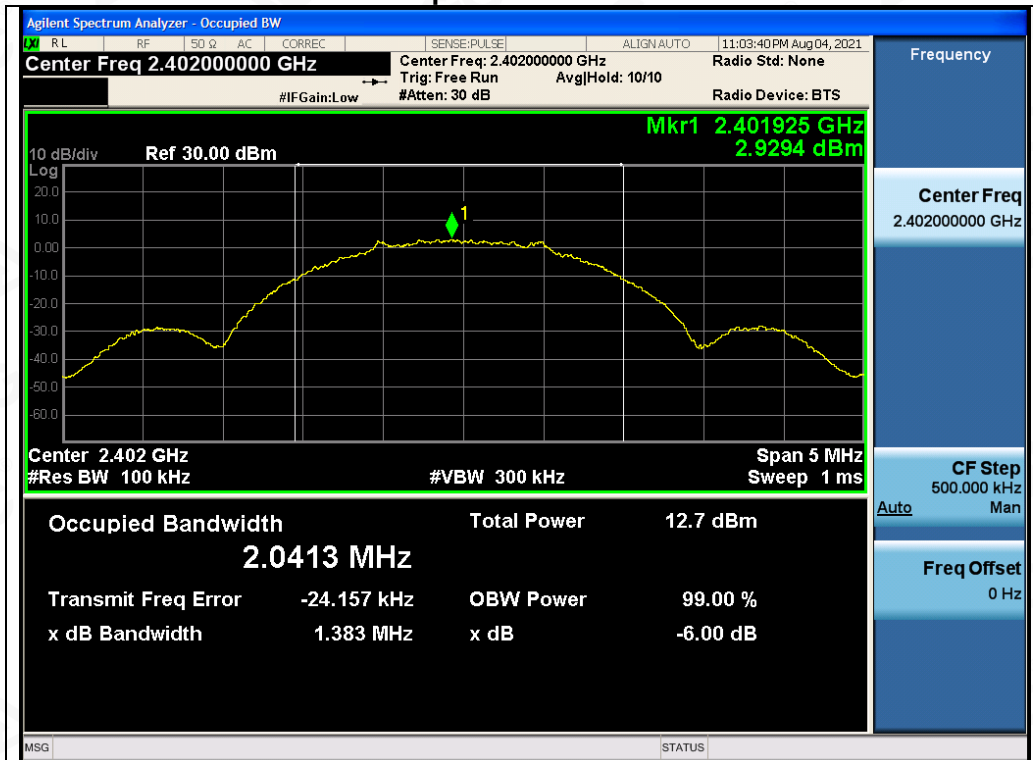 Agilent Spectrum Analyzer - Occupied BW
LXI RL RF 50 Ω AC CORREC SENSE:PULSE ALIGN AUTO 11:03:40 PM Aug 04, 2021
Center Freq 2.402000000 GHz
Center Freq: 2.402000000 GHz
Radio Std: None
Trig: Free Run Avg|Hold: 10/10
#IFGain:Low #Atten: 30 dB Radio Device: BTS
Mkr1 2.401925 GHz
2.9294 dBm
10 dB/div Ref 30.00 dBm
Log
20.0
10.0
0.00
-10.0
-20.0
-30.0
-40.0
-50.0
-60.0
1
Center 2.402 GHz Span 5 MHz
#Res BW 100 kHz #VBW 300 kHz Sweep 1 ms
Occupied Bandwidth Total Power 12.7 dBm
2.0413 MHz
Transmit Freq Error -24.157 kHz OBW Power 99.00 %
x dB Bandwidth 1.383 MHz x dB -6.00 dB
Frequency
Center Freq
2.402000000 GHz
CF Step
500.000 kHz
Auto Man
Freq Offset
0 Hz
MSG STATUS